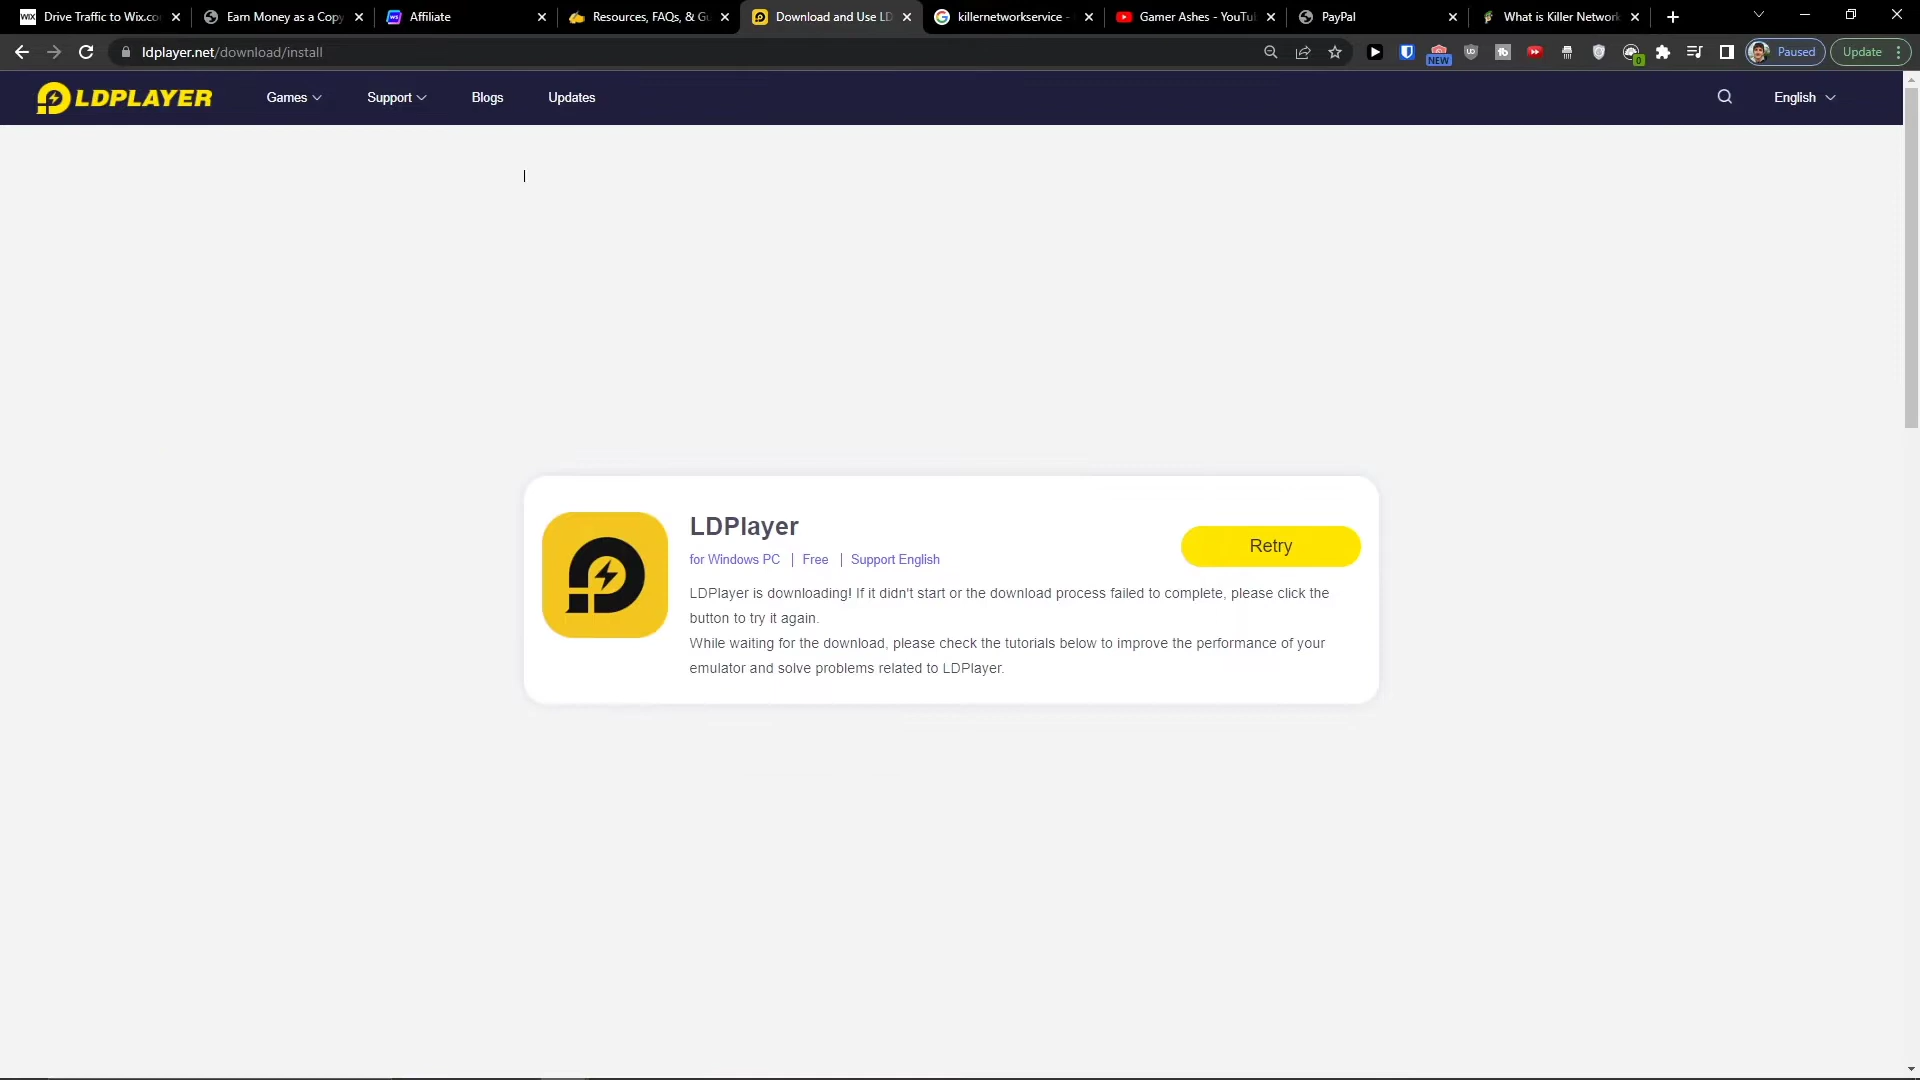 WIX Drive Traffic to Wix.co
Earn Money as a Copy
WS Affiliate
Resources, FAQs, & Gu
Download and Use LD
killernetworkservice -
Gamer Ashes - YouTu
PayPal
What is Killer Network
ldplayer.net/download/install
NEW
0
Paused
Update
LDPLAYER
Games
Support
Blogs
Updates
English
LDPlayer
for Windows PC | Free | Support English
Retry
LDPlayer is downloading! If it didn't start or the download process failed to complete, please click the
button to try it again.
While waiting for the download, please check the tutorials below to improve the performance of your
emulator and solve problems related to LDPlayer.